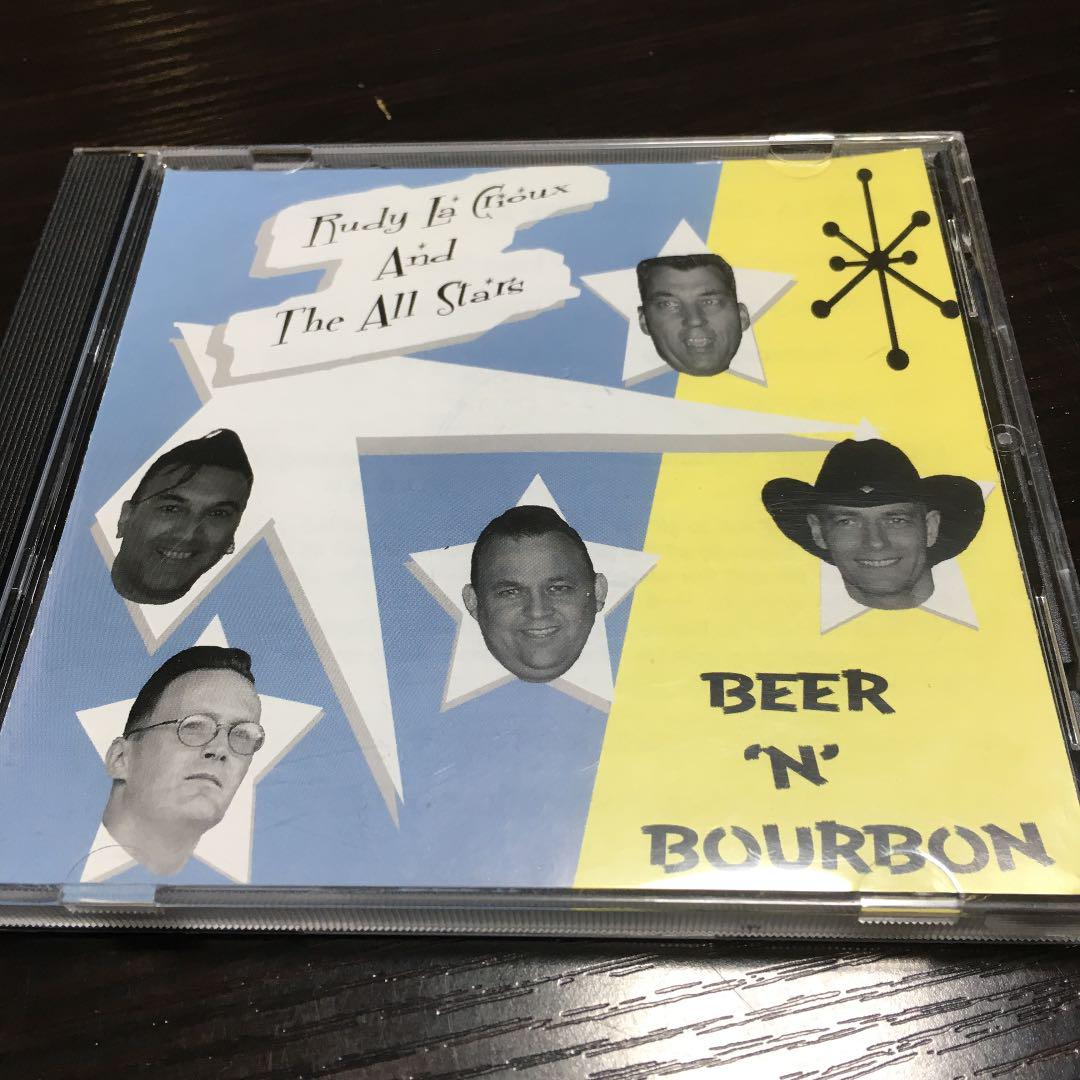 Rudy La Crioux
And
The All Stars
BEER
'N'
BOURBON